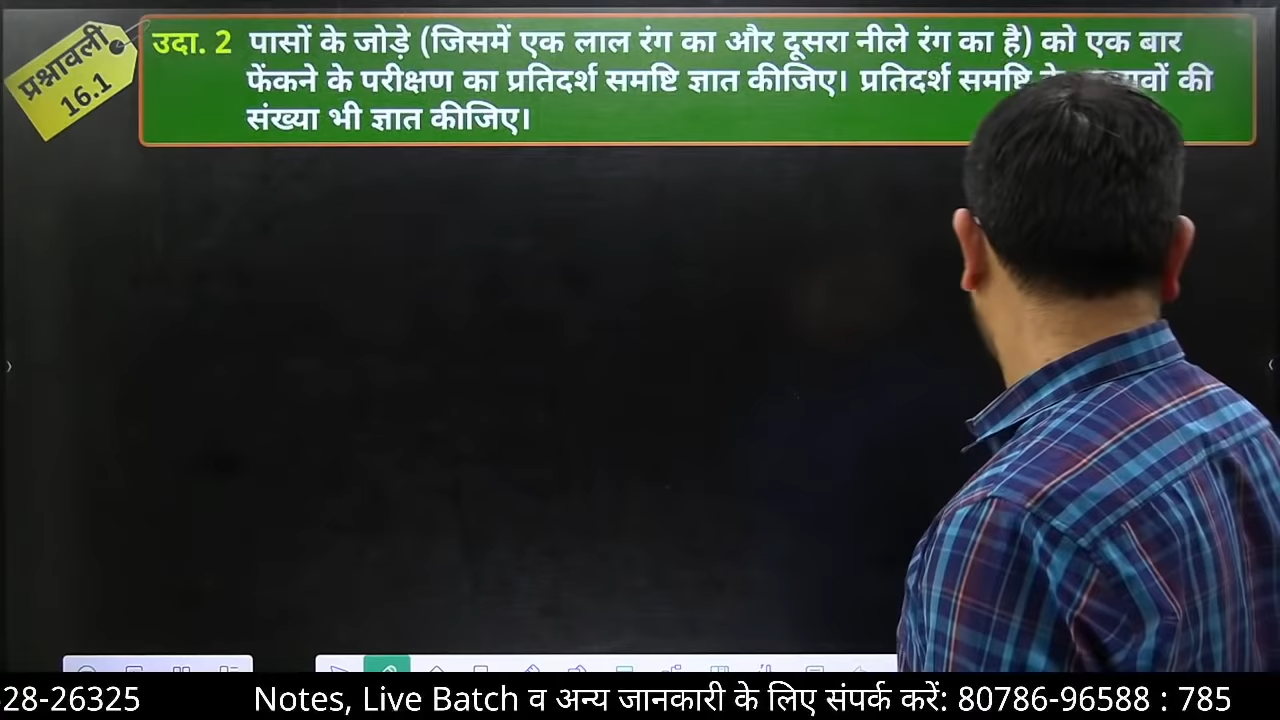 प्रश्नावली
16.1
उदा. 2 पासों के जोड़े (जिसमें एक लाल रंग का और दूसरा नीले रंग का है) को एक बार
फेंकने के परीक्षण का प्रतिदर्श समष्टि ज्ञात कीजिए। प्रतिदर्श समष्टि की
संख्या भी ज्ञात कीजिए।
28-26325 Notes, Live Batch व अन्य जानकारी के लिए संपर्क करें: 80786-96588 : 785